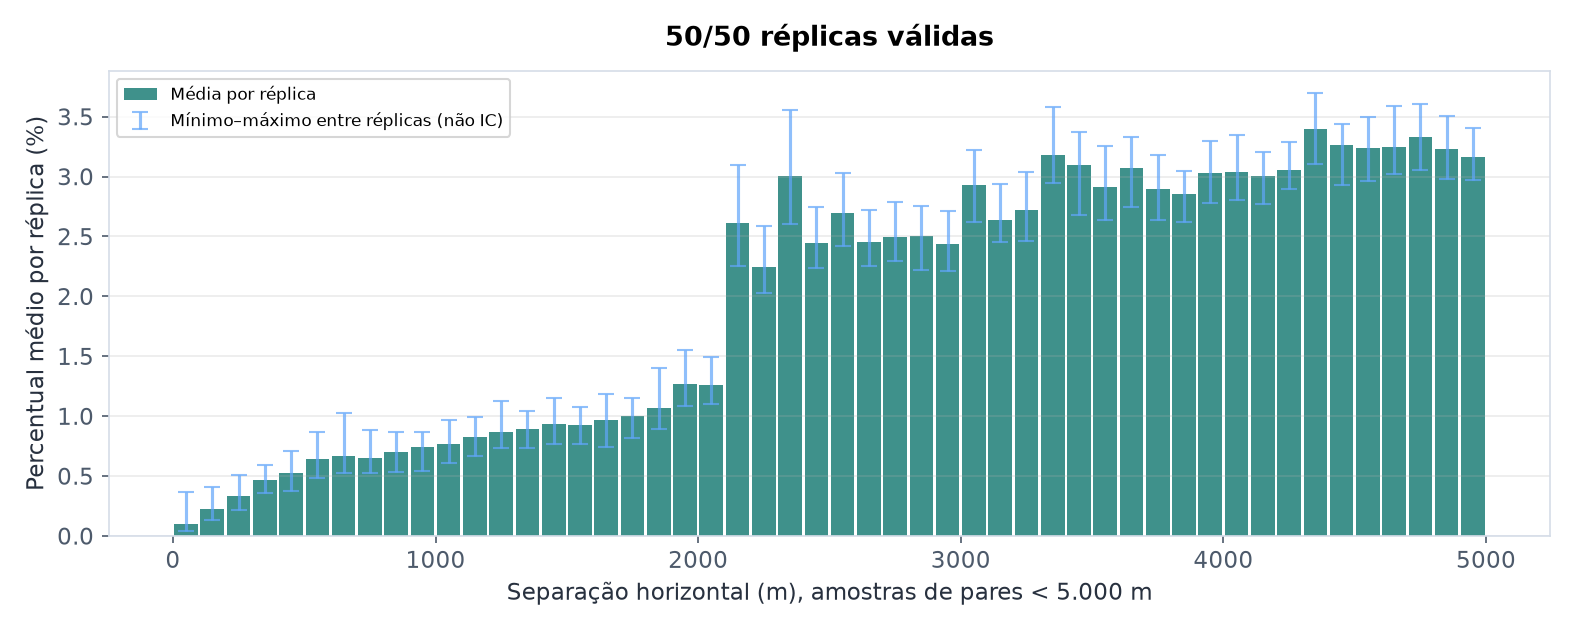 50/50 réplicas válidas
Média por réplica
Mínimo–máximo entre réplicas (não IC)
Percentual médio por réplica (%)
3.5
3.0
2.5
2.0
1.5
1.0
0.5
0.0
0 1000 2000 3000 4000 5000
Separação horizontal (m), amostras de pares < 5.000 m